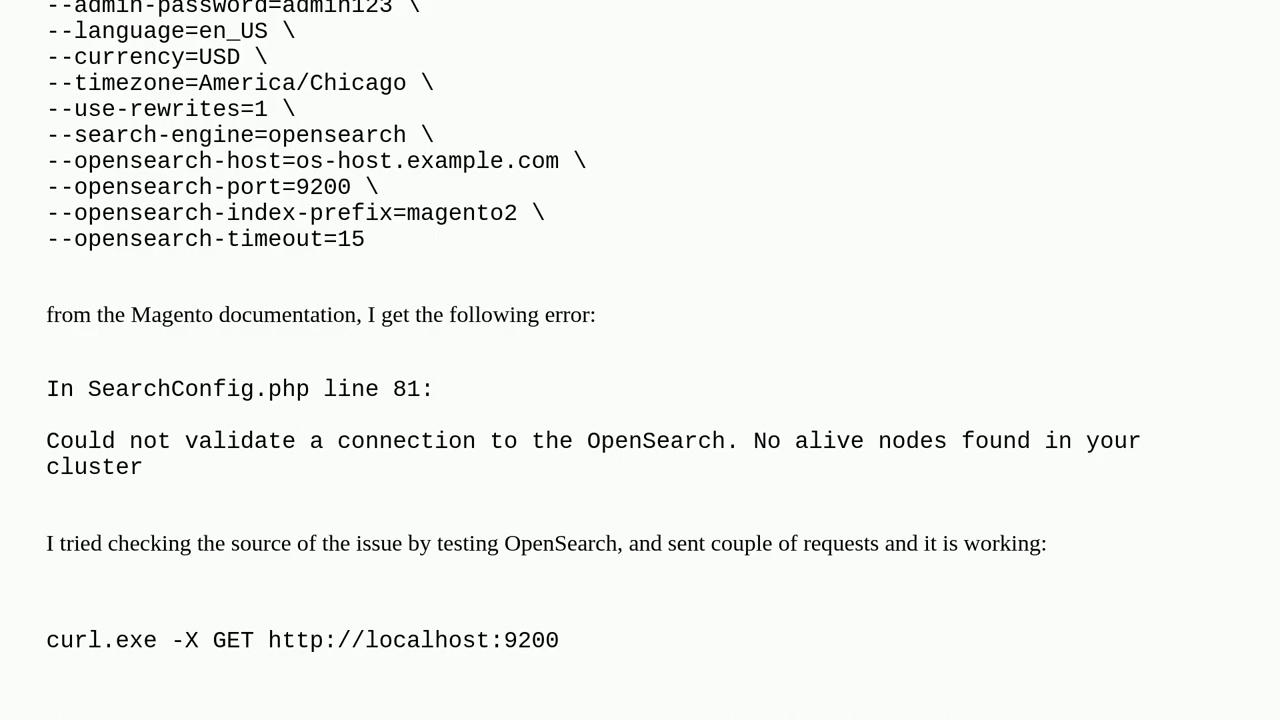 --admin-password=admin123 \
--language=en_US \
--currency=USD \
--timezone=America/Chicago \
--use-rewrites=1 \
--search-engine=opensearch \
--opensearch-host=os-host.example.com \
--opensearch-port=9200 \
--opensearch-index-prefix=magento2 \
--opensearch-timeout=15
from the Magento documentation, I get the following error:
In SearchConfig.php line 81:
Could not validate a connection to the OpenSearch. No alive nodes found in your
cluster
I tried checking the source of the issue by testing OpenSearch, and sent couple of requests and it is working:
curl.exe -X GET http://localhost:9200